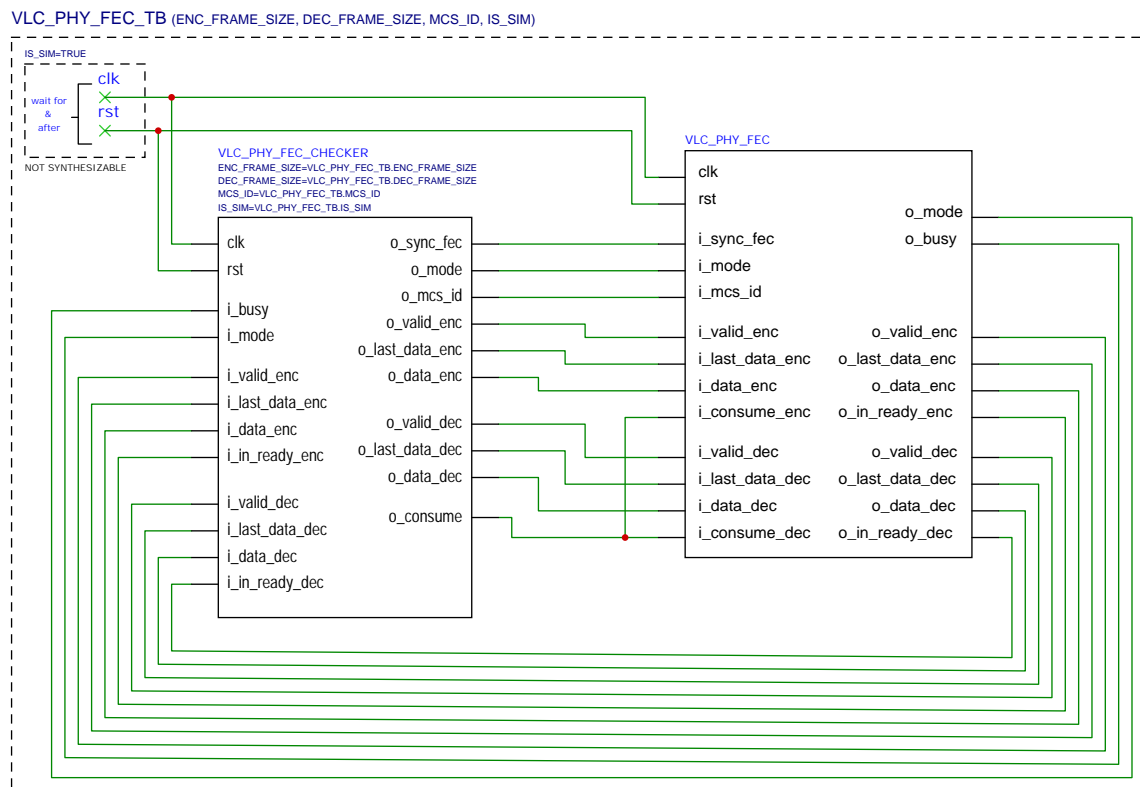 VLC_PHY_FEC_TB (ENC_FRAME_SIZE, DEC_FRAME_SIZE, MCS_ID, IS_SIM)
IS_SIM=TRUE
clk
wait for
&
after
rst
NOT SYNTHESIZABLE
VLC_PHY_FEC_CHECKER
ENC_FRAME_SIZE=VLC_PHY_FEC_TB.ENC_FRAME_SIZE
DEC_FRAME_SIZE=VLC_PHY_FEC_TB.DEC_FRAME_SIZE
MCS_ID=VLC_PHY_FEC_TB.MCS_ID
IS_SIM=VLC_PHY_FEC_TB.IS_SIM
clk
rst
i_busy
i_mode
i_valid_enc
i_last_data_enc
i_data_enc
i_in_ready_enc
i_valid_dec
i_last_data_dec
i_data_dec
i_in_ready_dec
o_sync_fec
o_mode
o_mcs_id
o_valid_enc
o_last_data_enc
o_data_enc
o_valid_dec
o_last_data_dec
o_data_dec
o_consume
VLC_PHY_FEC
clk
rst
i_sync_fec
i_mode
i_mcs_id
i_valid_enc
i_last_data_enc
i_data_enc
i_consume_enc
i_valid_dec
i_last_data_dec
i_data_dec
i_consume_dec
o_mode
o_busy
o_valid_enc
o_last_data_enc
o_data_enc
o_in_ready_enc
o_valid_dec
o_last_data_dec
o_data_dec
o_in_ready_dec